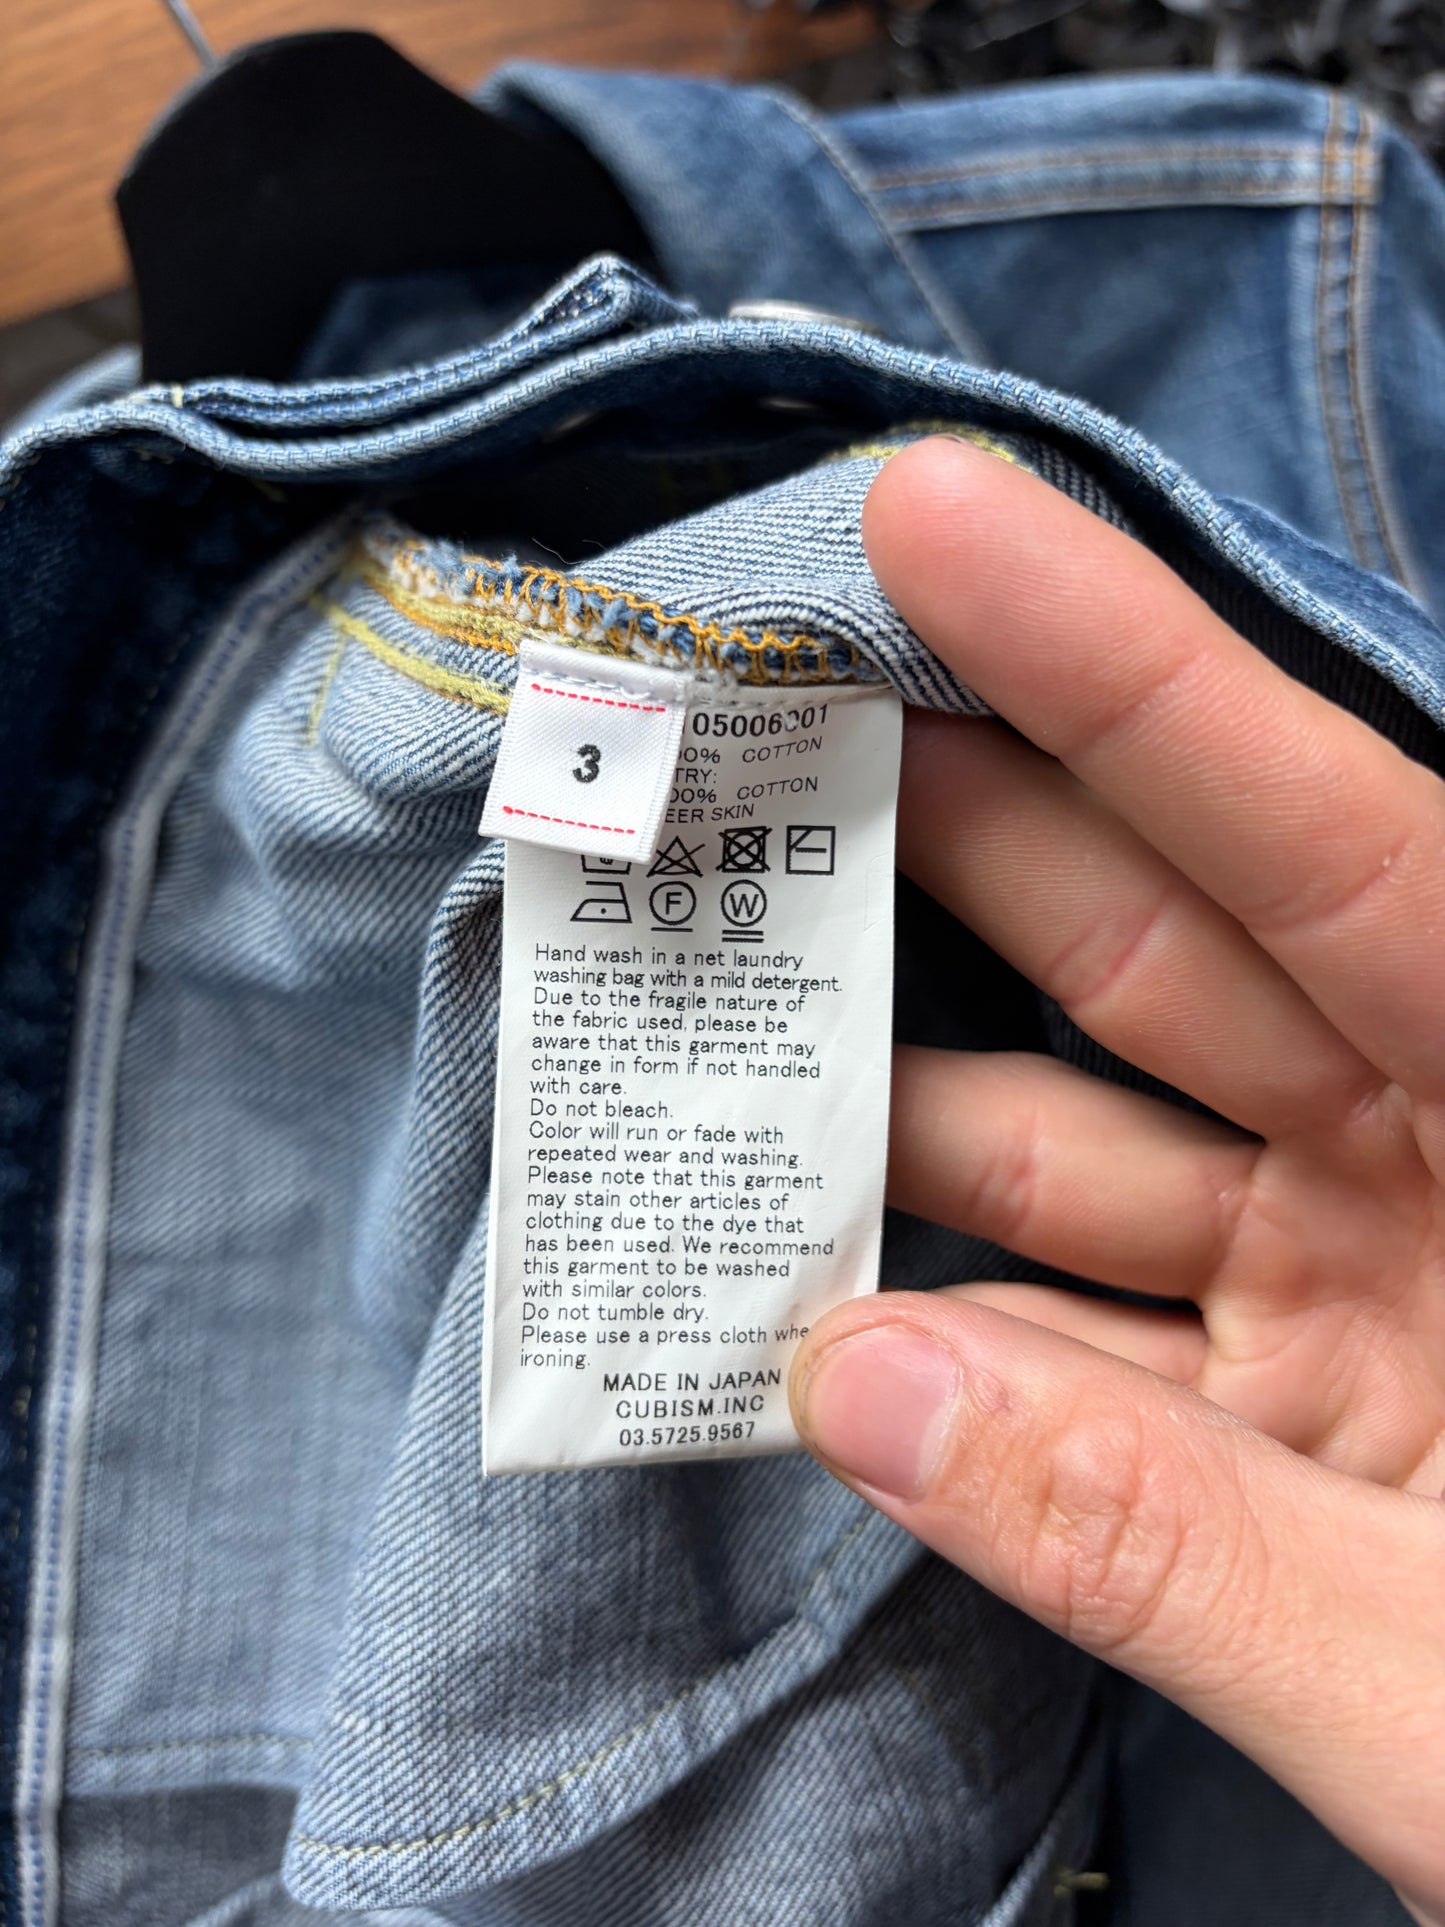 3
05006001
00% COTTON
TRY:
00% COTTON
EER SKIN
F
W
Hand wash in a net laundry
washing bag with a mild detergent.
Due to the fragile nature of
the fabric used, please be
aware that this garment may
change in form if not handled
with care.
Do not bleach.
Color will run or fade with
repeated wear and washing.
Please note that this garment
may stain other articles of
clothing due to the dye that
has been used. We recommend
this garment to be washed
with similar colors.
Do not tumble dry.
Please use a press cloth whe
ironing.
MADE IN JAPAN
CUBISM.INC
03.5725.9567